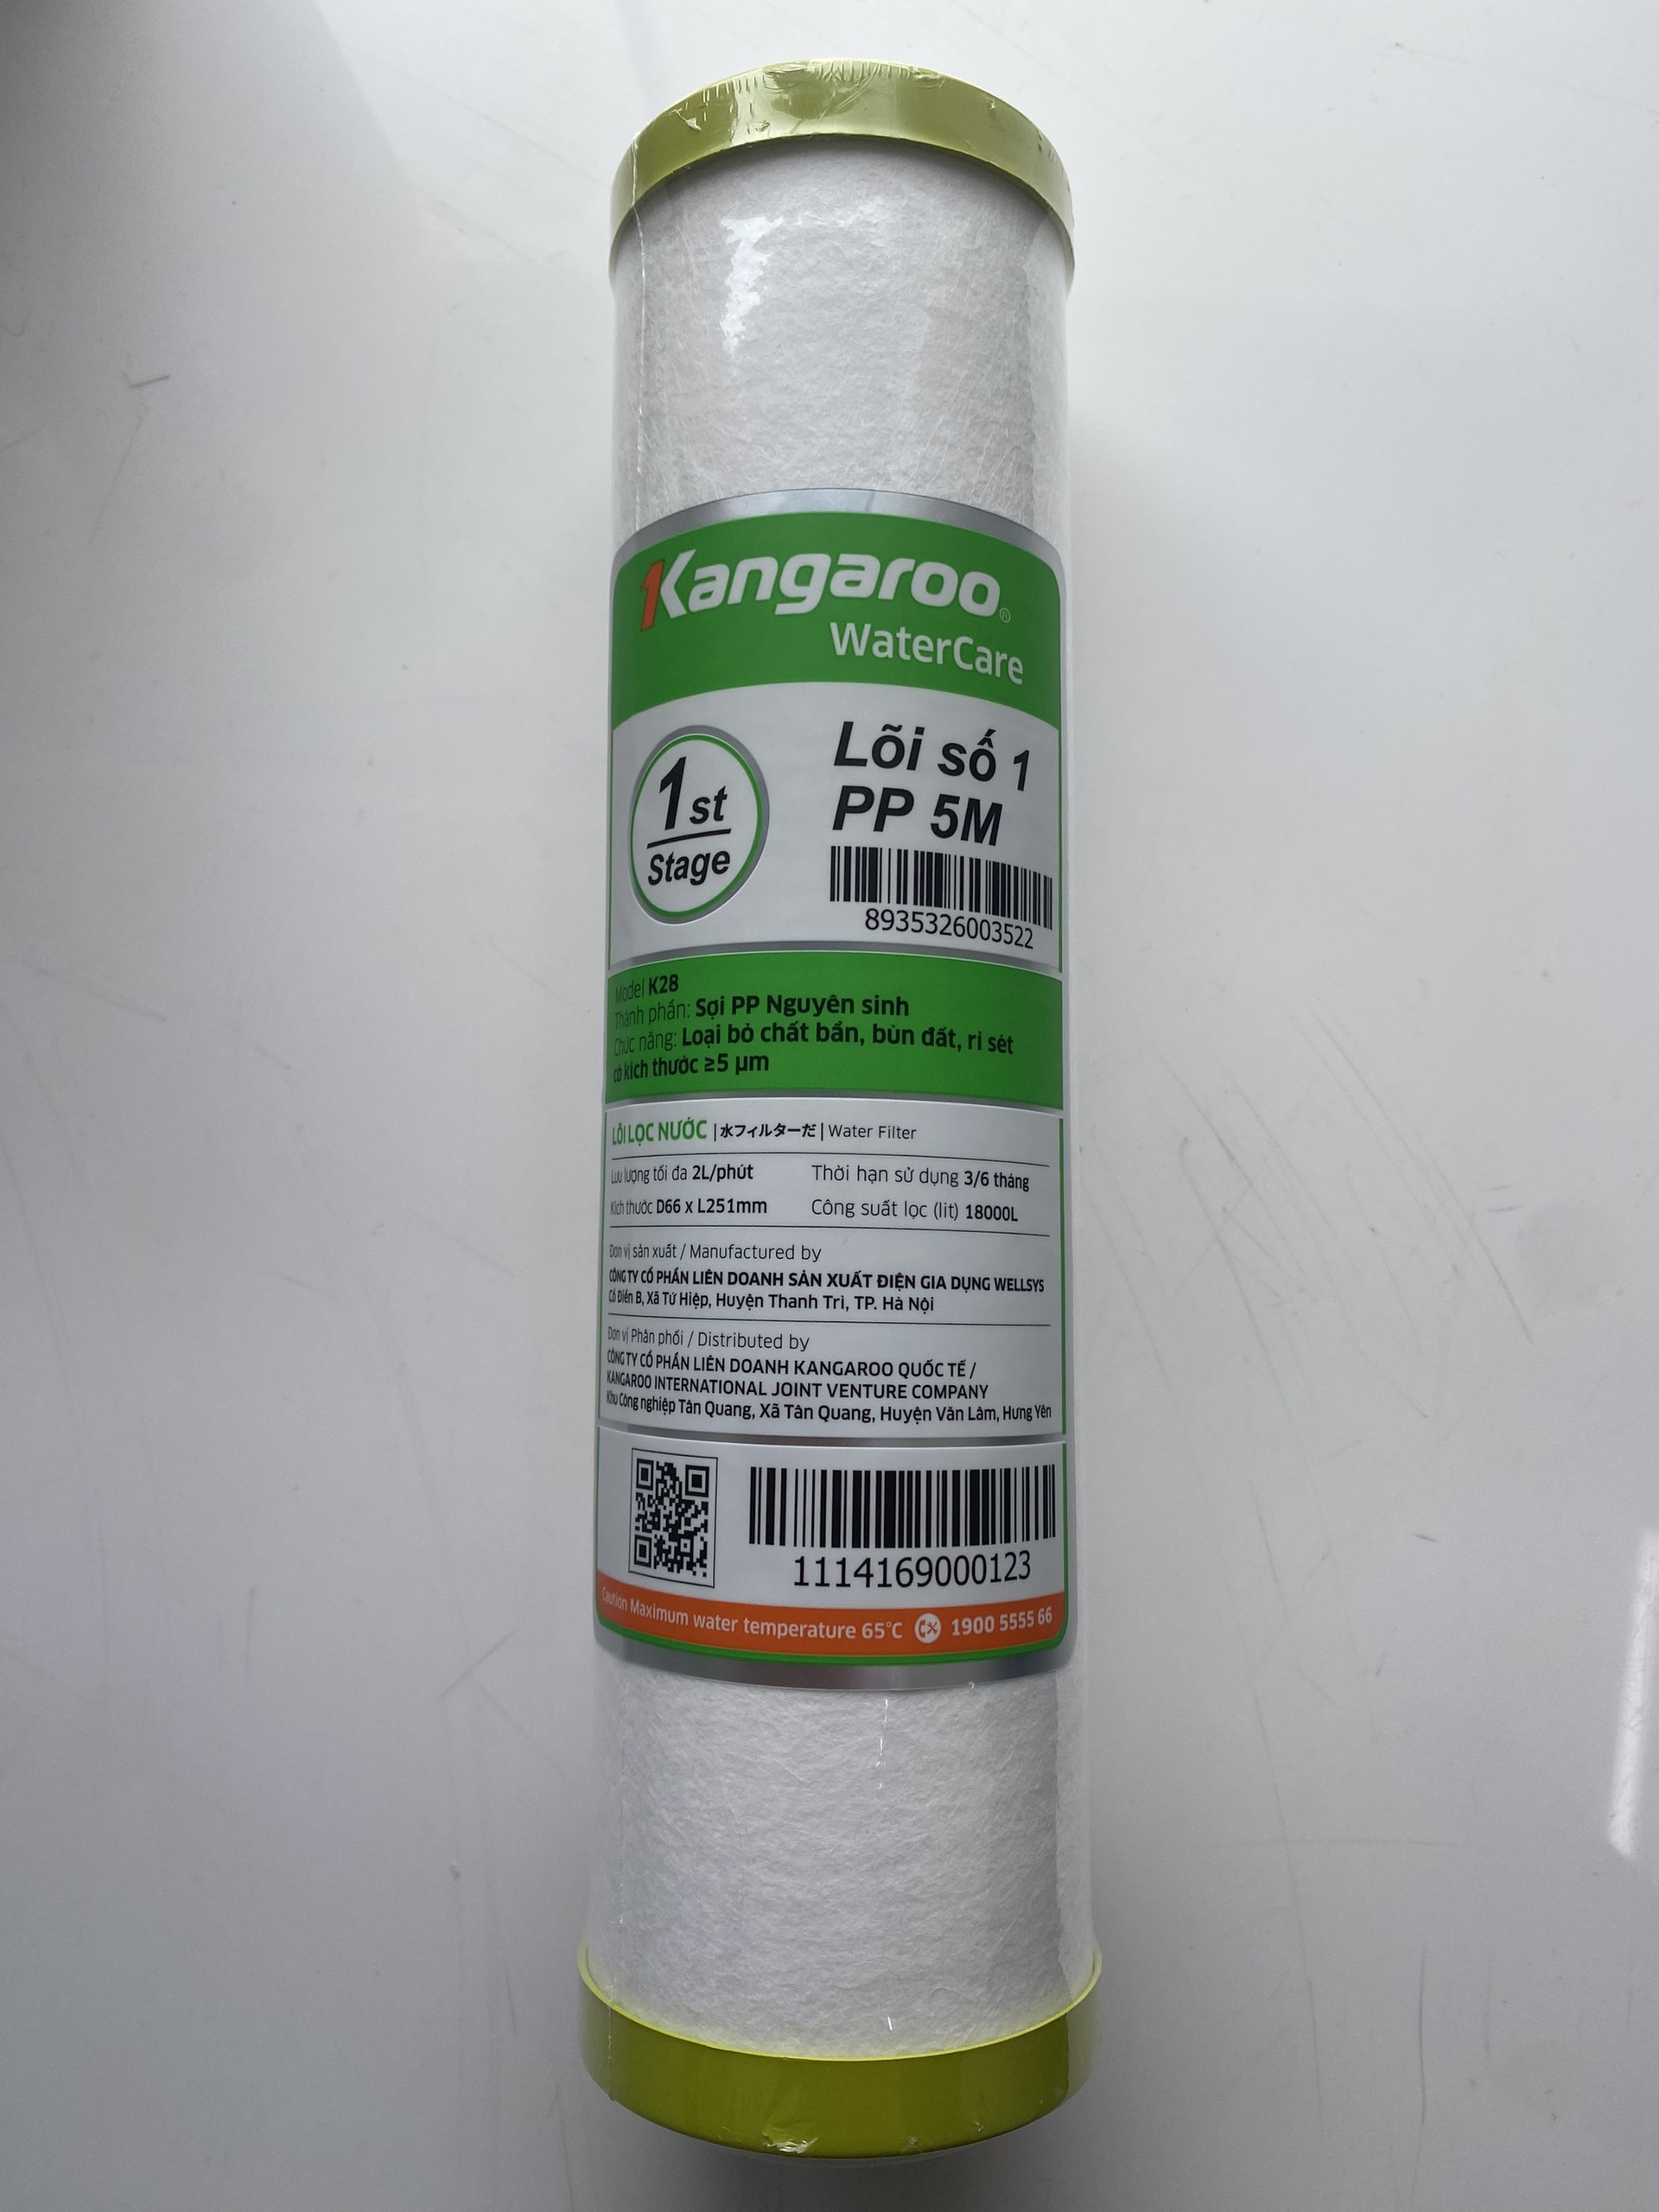 Kangaroo®
WaterCare
1st
Stage
Lõi số 1
PP 5M
8935326003522
Model K28
Thành phần: Sợi PP Nguyên sinh
Chức năng: Loại bỏ chất bẩn, bùn đất, rỉ sét
có kích thước ≥5 µm
LÕI LỌC NƯỚC | 水フィルターだ | Water Filter
Lưu lượng tối đa 2L/phút Thời hạn sử dụng 3/6 tháng
Kích thước D66 x L251mm Công suất lọc (lit) 18000L
Đơn vị sản xuất / Manufactured by
CÔNG TY CỔ PHẦN LIÊN DOANH SẢN XUẤT ĐIỆN GIA DỤNG WELLSYS
Cổ Điển B, Xã Tứ Hiệp, Huyện Thanh Trì, TP. Hà Nội
Đơn vị Phân phối / Distributed by
CÔNG TY CỔ PHẦN LIÊN DOANH KANGAROO QUỐC TẾ /
KANGAROO INTERNATIONAL JOINT VENTURE COMPANY
Khu Công nghiệp Tân Quang, Xã Tân Quang, Huyện Văn Lâm, Hưng Yên
1114169000123
Caution Maximum water temperature 65°C 1900 5555 66